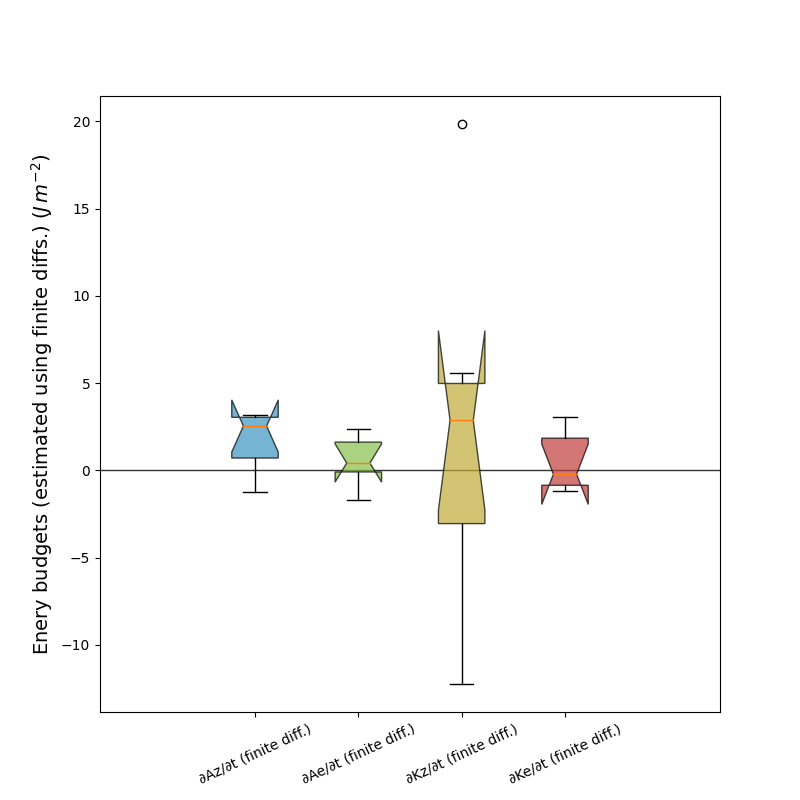 Enery budgets (estimated using finite diffs.) (J m⁻²)
20
15
10
5
0
−5
−10
∂Az/∂t (finite diff.)
∂Ae/∂t (finite diff.)
∂Kz/∂t (finite diff.)
∂Ke/∂t (finite diff.)